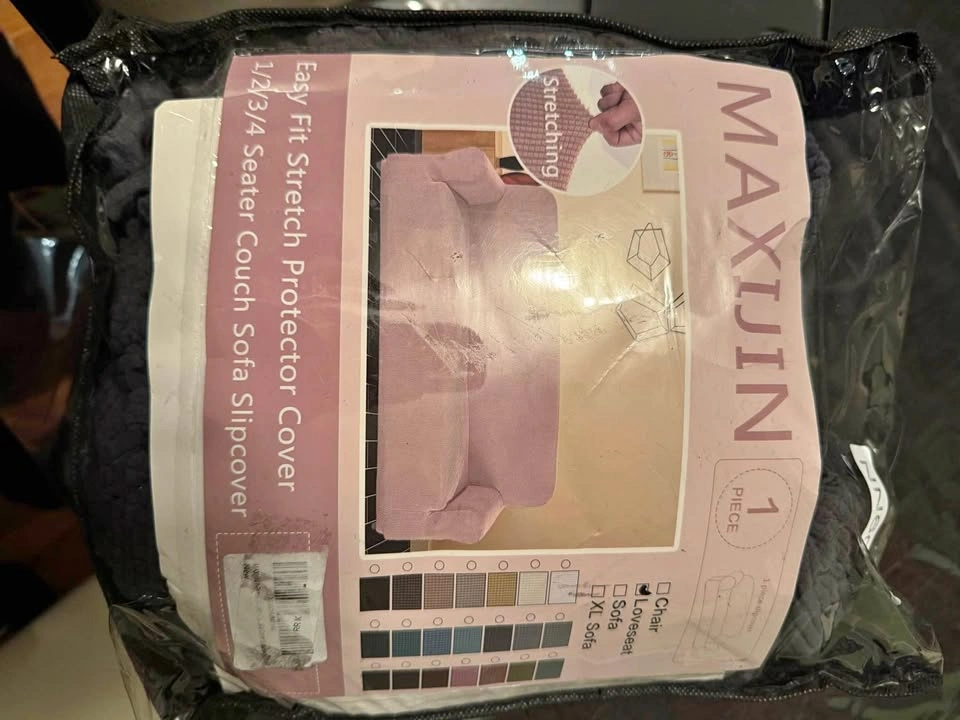 MAXIJIN
1
PIECE
Stretching
Chair
Loveseat
Sofa
XL Sofa
Easy Fit Stretch Protector Cover
1/2/3/4 Seater Couch Sofa Slipcover